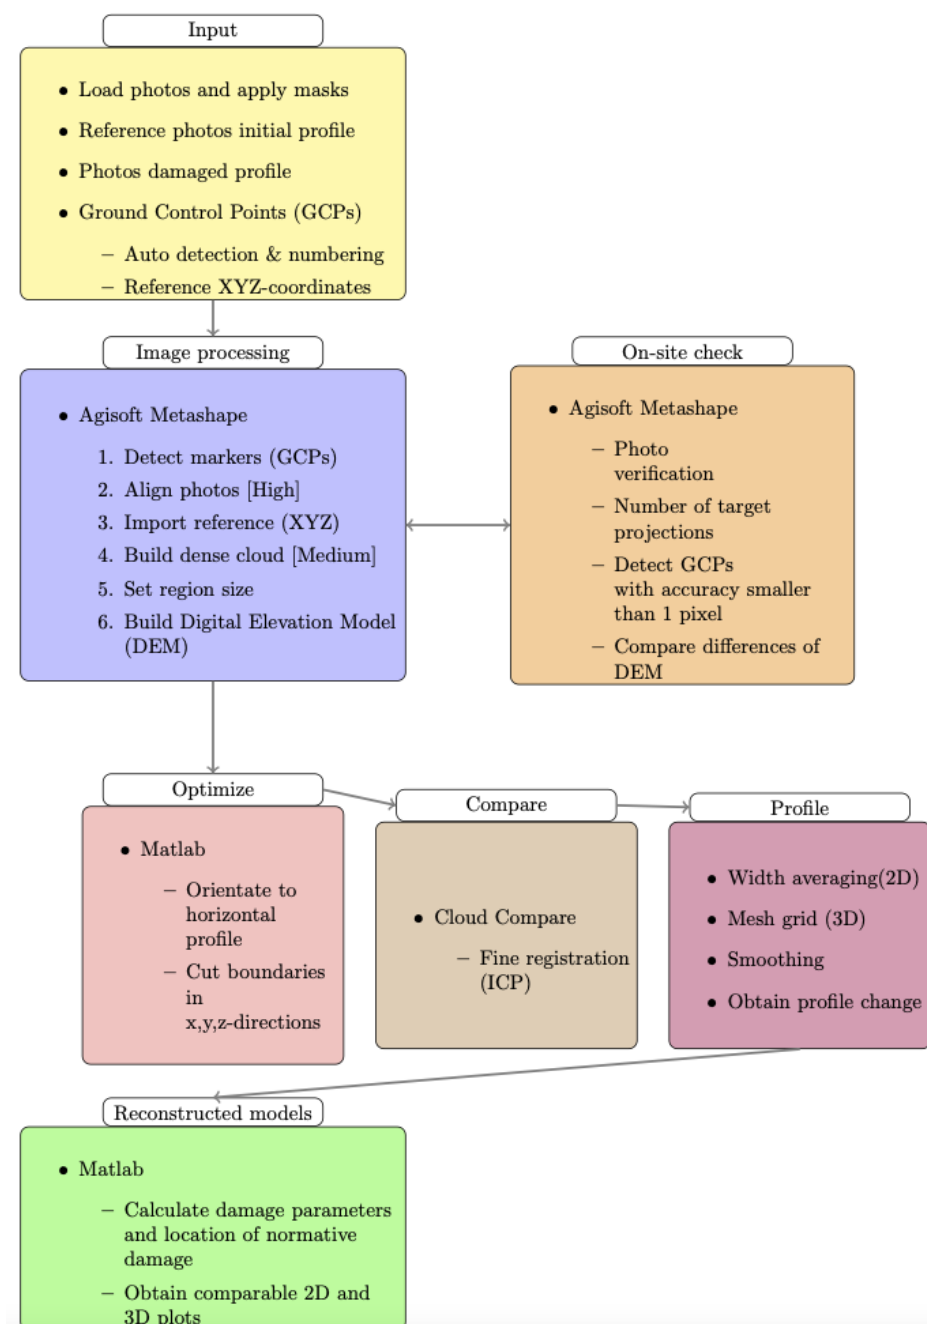 Input
• Load photos and apply masks
• Reference photos initial profile
• Photos damaged profile
• Ground Control Points (GCPs)
– Auto detection & numbering
– Reference XYZ-coordinates
Image processing
• Agisoft Metashape
1. Detect markers (GCPs)
2. Align photos [High]
3. Import reference (XYZ)
4. Build dense cloud [Medium]
5. Set region size
6. Build Digital Elevation Model
(DEM)
On-site check
• Agisoft Metashape
– Photo
verification
– Number of target
projections
– Detect GCPs
with accuracy smaller
than 1 pixel
– Compare differences of
DEM
Optimize
• Matlab
– Orientate to
horizontal
profile
– Cut boundaries
in
x,y,z-directions
Compare
• Cloud Compare
– Fine registration
(ICP)
Profile
• Width averaging(2D)
• Mesh grid (3D)
• Smoothing
• Obtain profile change
Reconstructed models
• Matlab
– Calculate damage parameters
and location of normative
damage
– Obtain comparable 2D and
3D plots